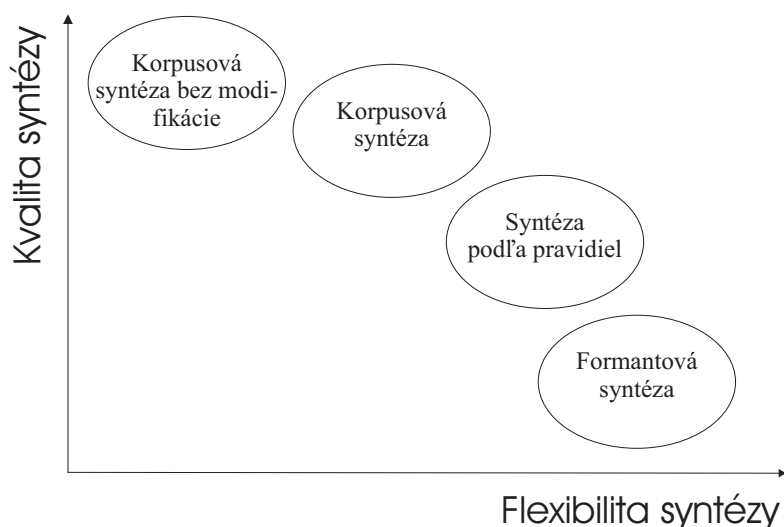 Kvalita syntézy
Korpusová
syntéza bez modi-
fikácie
Korpusová
syntéza
Syntéza
podľa pravidiel
Formantová
syntéza
Flexibilita syntézy